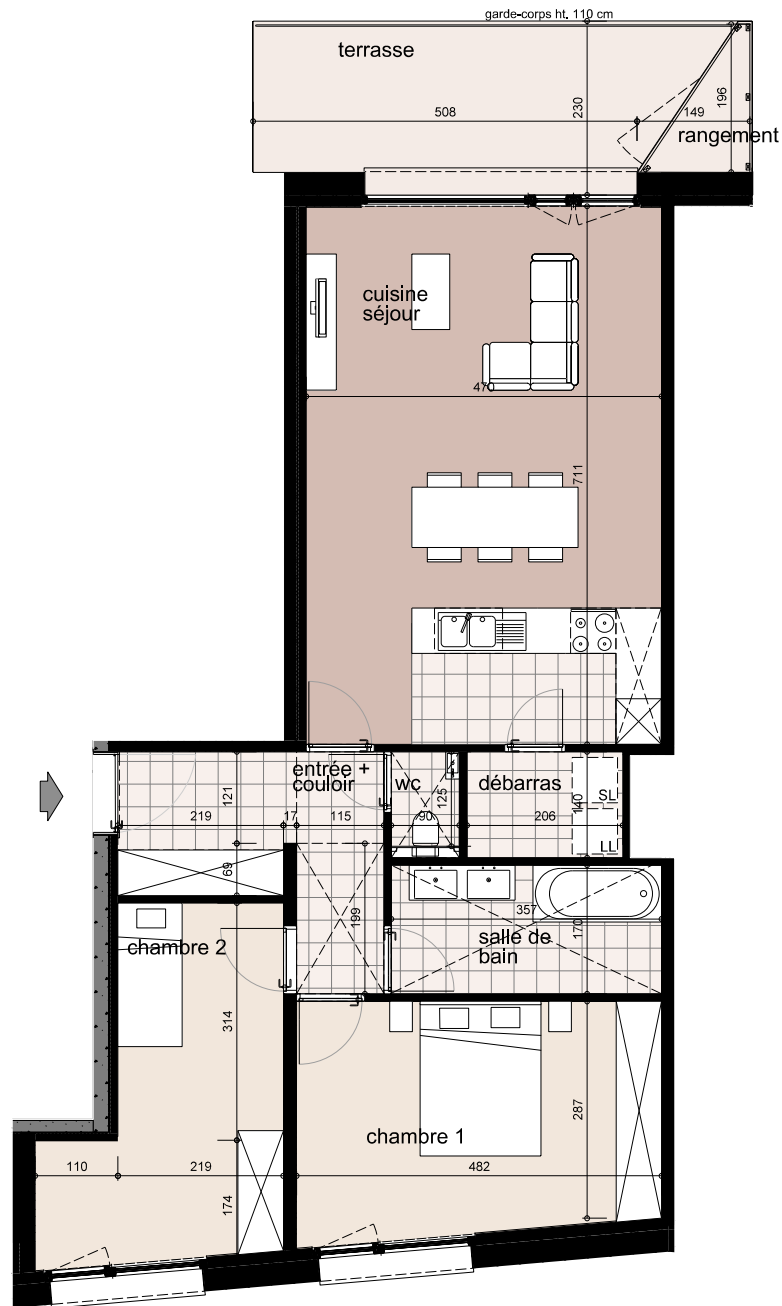 garde-corps ht. 110 cm
terrasse
508
230
196
149
rangement
cuisine
séjour
470
711
entrée +
couloir
wc
débarras
121
219
17
115
125
90
206
140
SL
LL
69
199
357
170
salle de
bain
chambre 2
314
chambre 1
287
110
219
174
482